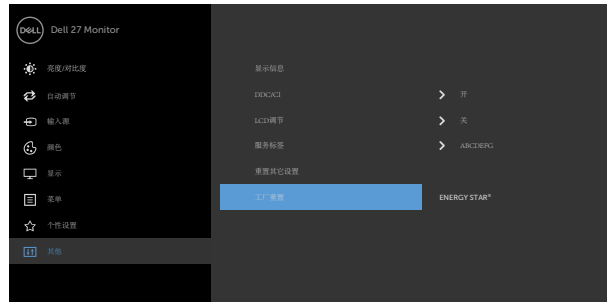 DELL Dell 27 Monitor
亮度/对比度 显示信息
自动调节 DDC/CI 开
输入源 LCD调节 关
颜色 服务标签 ABCDEFG
显示 重置其它设置
菜单 工厂重置 ENERGY STAR®
个性设置
其他